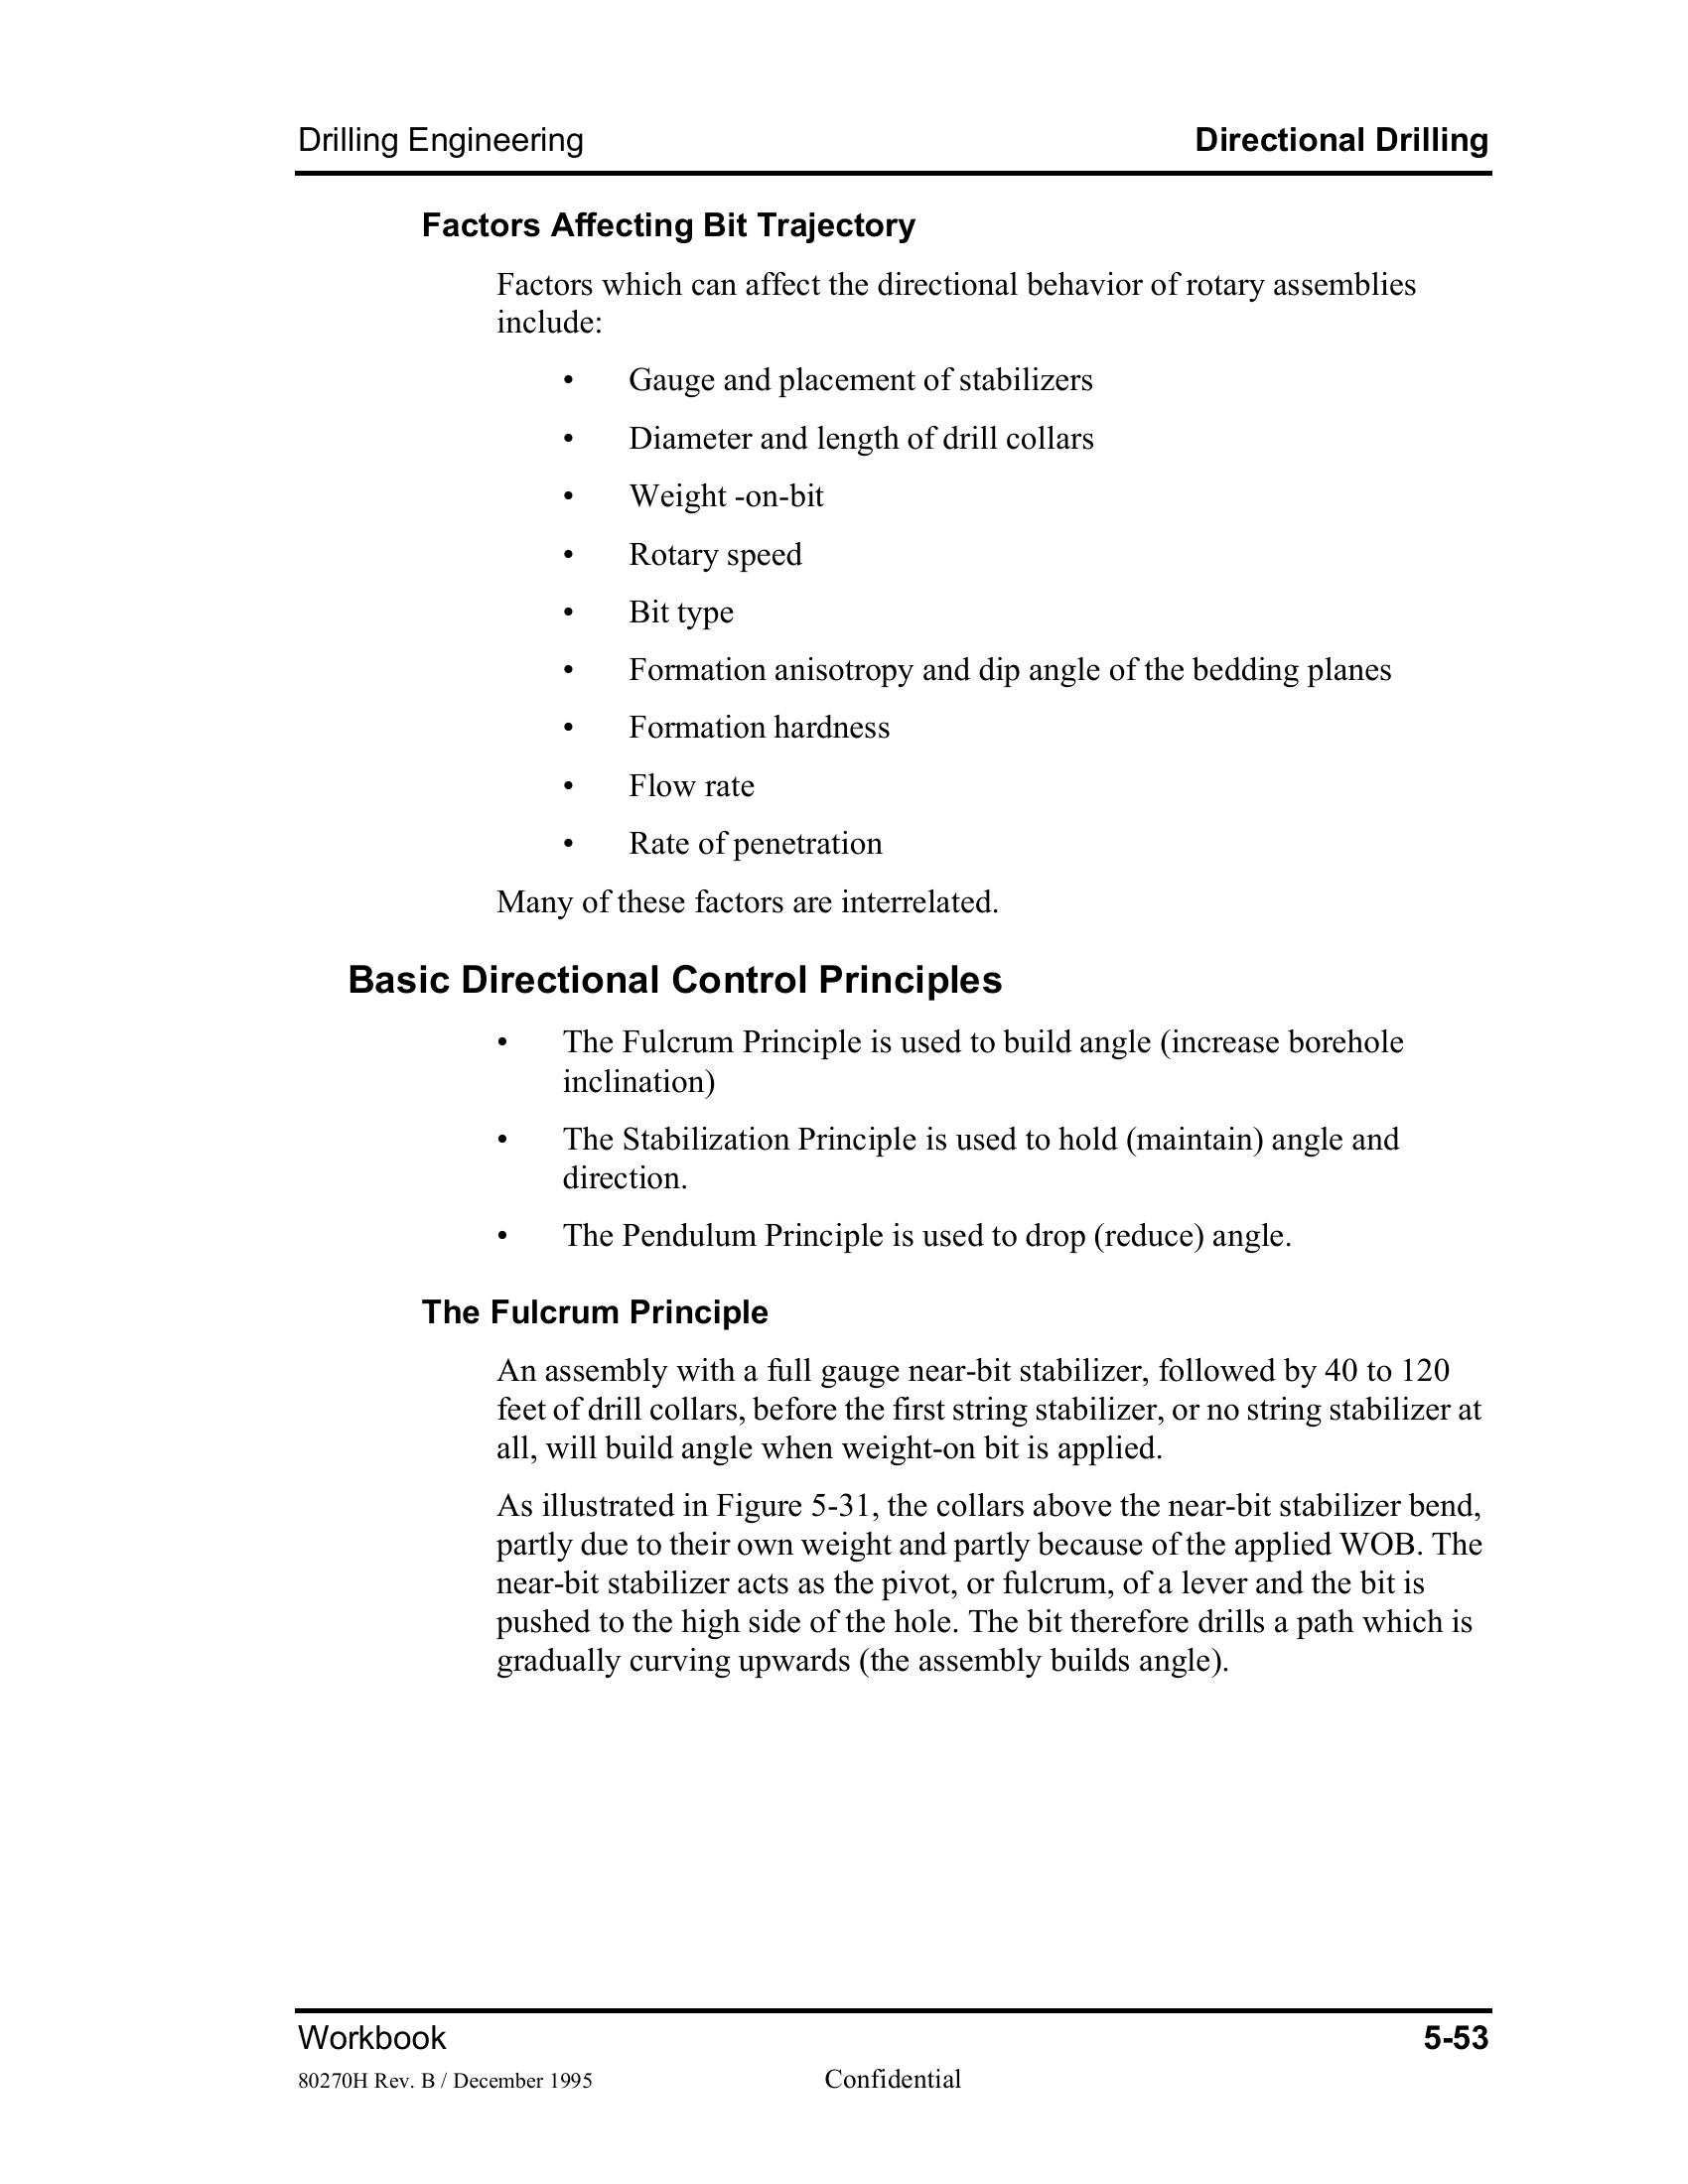 Drilling Engineering Directional Drilling
Factors Affecting Bit Trajectory
Factors which can affect the directional behavior of rotary assemblies
include:
• Gauge and placement of stabilizers
• Diameter and length of drill collars
• Weight -on-bit
• Rotary speed
• Bit type
• Formation anisotropy and dip angle of the bedding planes
• Formation hardness
• Flow rate
• Rate of penetration
Many of these factors are interrelated.
Basic Directional Control Principles
• The Fulcrum Principle is used to build angle (increase borehole
inclination)
• The Stabilization Principle is used to hold (maintain) angle and
direction.
• The Pendulum Principle is used to drop (reduce) angle.
The Fulcrum Principle
An assembly with a full gauge near-bit stabilizer, followed by 40 to 120
feet of drill collars, before the first string stabilizer, or no string stabilizer at
all, will build angle when weight-on bit is applied.
As illustrated in Figure 5-31, the collars above the near-bit stabilizer bend,
partly due to their own weight and partly because of the applied WOB. The
near-bit stabilizer acts as the pivot, or fulcrum, of a lever and the bit is
pushed to the high side of the hole. The bit therefore drills a path which is
gradually curving upwards (the assembly builds angle).
Workbook 5-53
80270H Rev. B / December 1995 Confidential